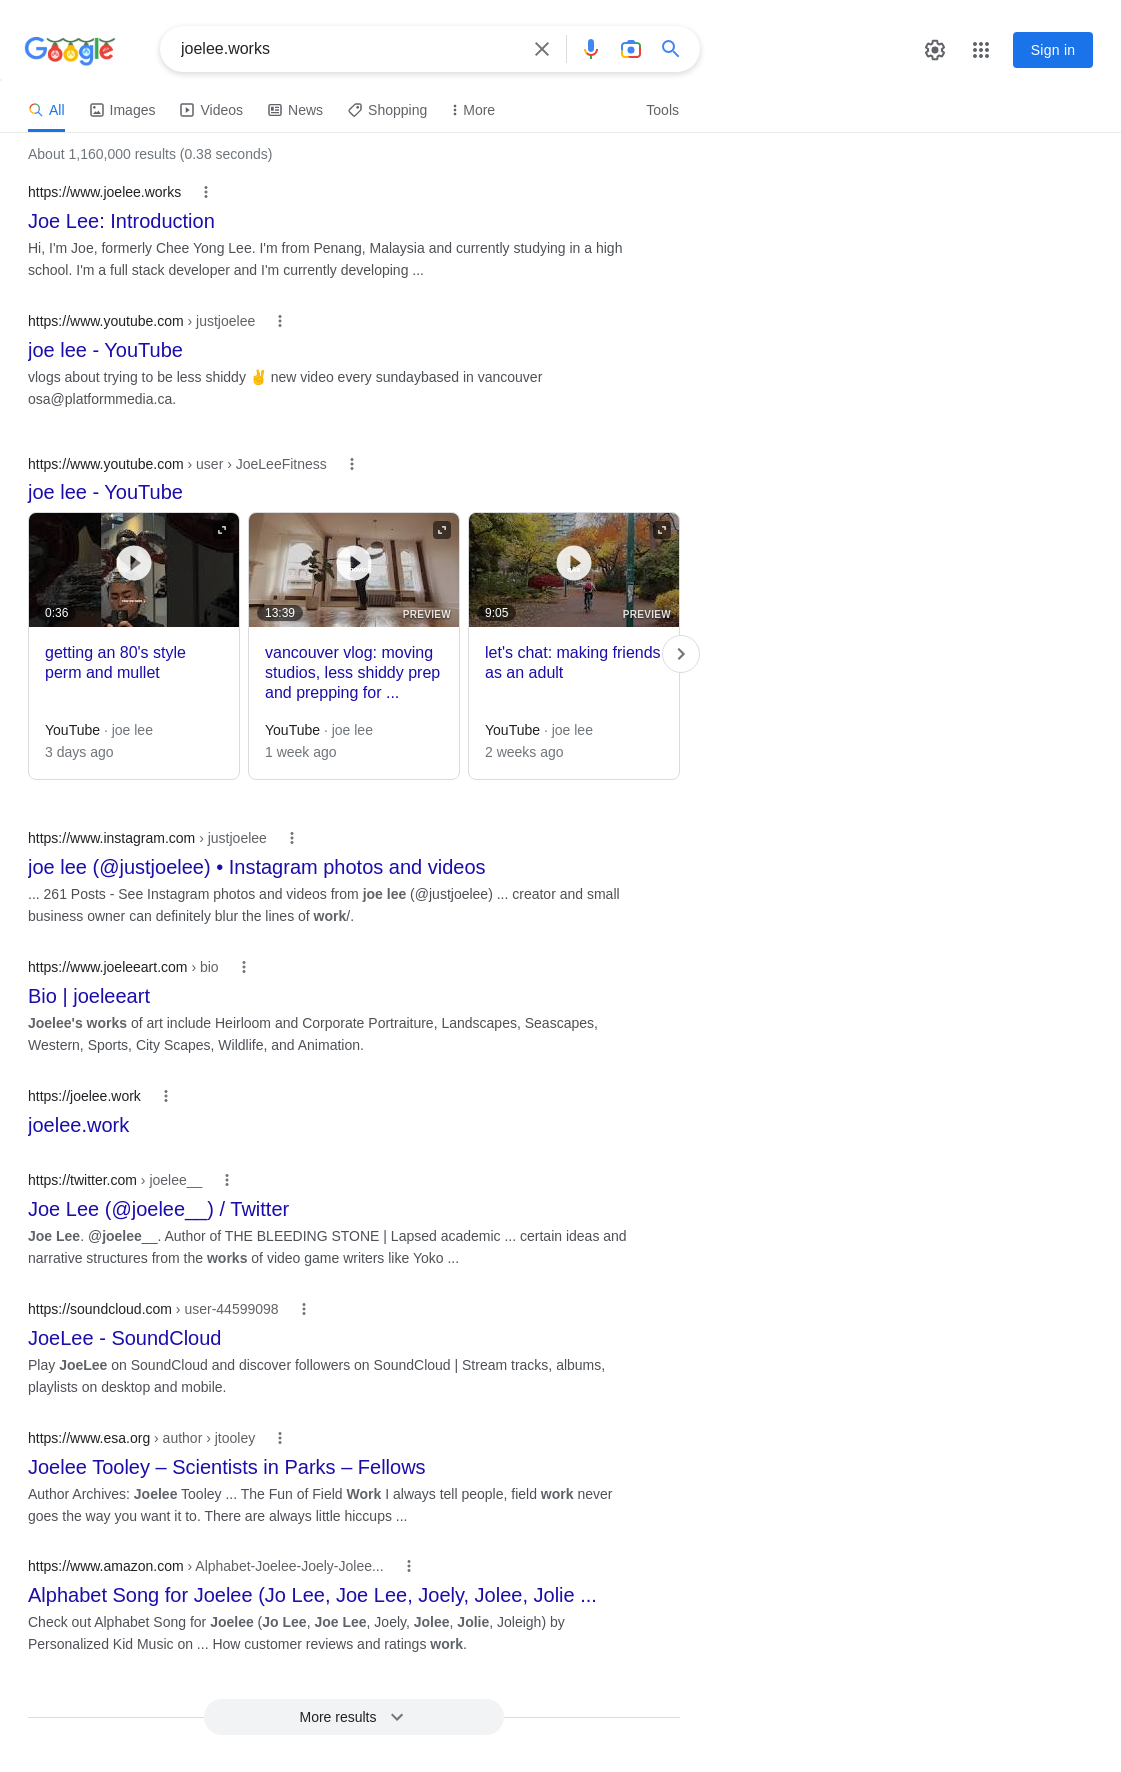 Google
joelee.works
Sign in
All Images Videos News Shopping More Tools
About 1,160,000 results (0.38 seconds)
https://www.joelee.works
Joe Lee: Introduction
Hi, I'm Joe, formerly Chee Yong Lee. I'm from Penang, Malaysia and currently studying in a high
school. I'm a full stack developer and I'm currently developing ...
https://www.youtube.com › justjoelee
joe lee - YouTube
vlogs about trying to be less shiddy ✌️ new video every sundaybased in vancouver
osa@platformmedia.ca.
https://www.youtube.com › user › JoeLeeFitness
joe lee - YouTube
0:36
13:39 PREVIEW
9:05 PREVIEW
getting an 80's style
perm and mullet
YouTube · joe lee
3 days ago
vancouver vlog: moving
studios, less shiddy prep
and prepping for ...
YouTube · joe lee
1 week ago
let's chat: making friends
as an adult
YouTube · joe lee
2 weeks ago
https://www.instagram.com › justjoelee
joe lee (@justjoelee) • Instagram photos and videos
... 261 Posts - See Instagram photos and videos from joe lee (@justjoelee) ... creator and small
business owner can definitely blur the lines of work/.
https://www.joeleeart.com › bio
Bio | joeleeart
Joelee's works of art include Heirloom and Corporate Portraiture, Landscapes, Seascapes,
Western, Sports, City Scapes, Wildlife, and Animation.
https://joelee.work
joelee.work
https://twitter.com › joelee__
Joe Lee (@joelee__) / Twitter
Joe Lee. @joelee__. Author of THE BLEEDING STONE | Lapsed academic ... certain ideas and
narrative structures from the works of video game writers like Yoko ...
https://soundcloud.com › user-44599098
JoeLee - SoundCloud
Play JoeLee on SoundCloud and discover followers on SoundCloud | Stream tracks, albums,
playlists on desktop and mobile.
https://www.esa.org › author › jtooley
Joelee Tooley – Scientists in Parks – Fellows
Author Archives: Joelee Tooley ... The Fun of Field Work I always tell people, field work never
goes the way you want it to. There are always little hiccups ...
https://www.amazon.com › Alphabet-Joelee-Joely-Jolee...
Alphabet Song for Joelee (Jo Lee, Joe Lee, Joely, Jolee, Jolie ...
Check out Alphabet Song for Joelee (Jo Lee, Joe Lee, Joely, Jolee, Jolie, Joleigh) by
Personalized Kid Music on ... How customer reviews and ratings work.
More results